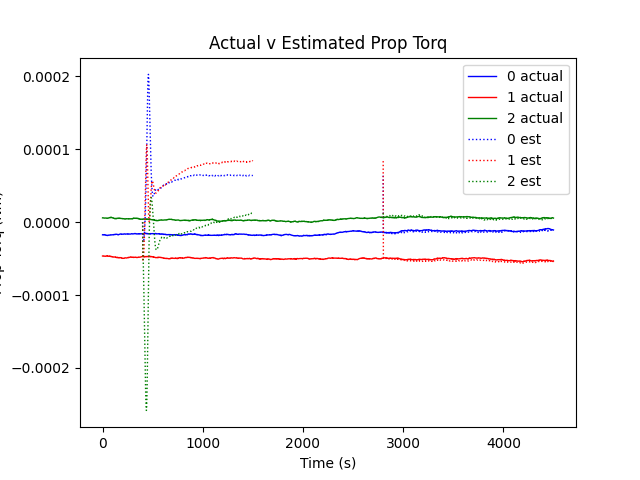 Actual v Estimated Prop Torq
0 actual
1 actual
2 actual
0 est
1 est
2 est
0.0002
0.0001
0.0000
−0.0001
−0.0002
0
1000
2000
3000
4000
Time (s)